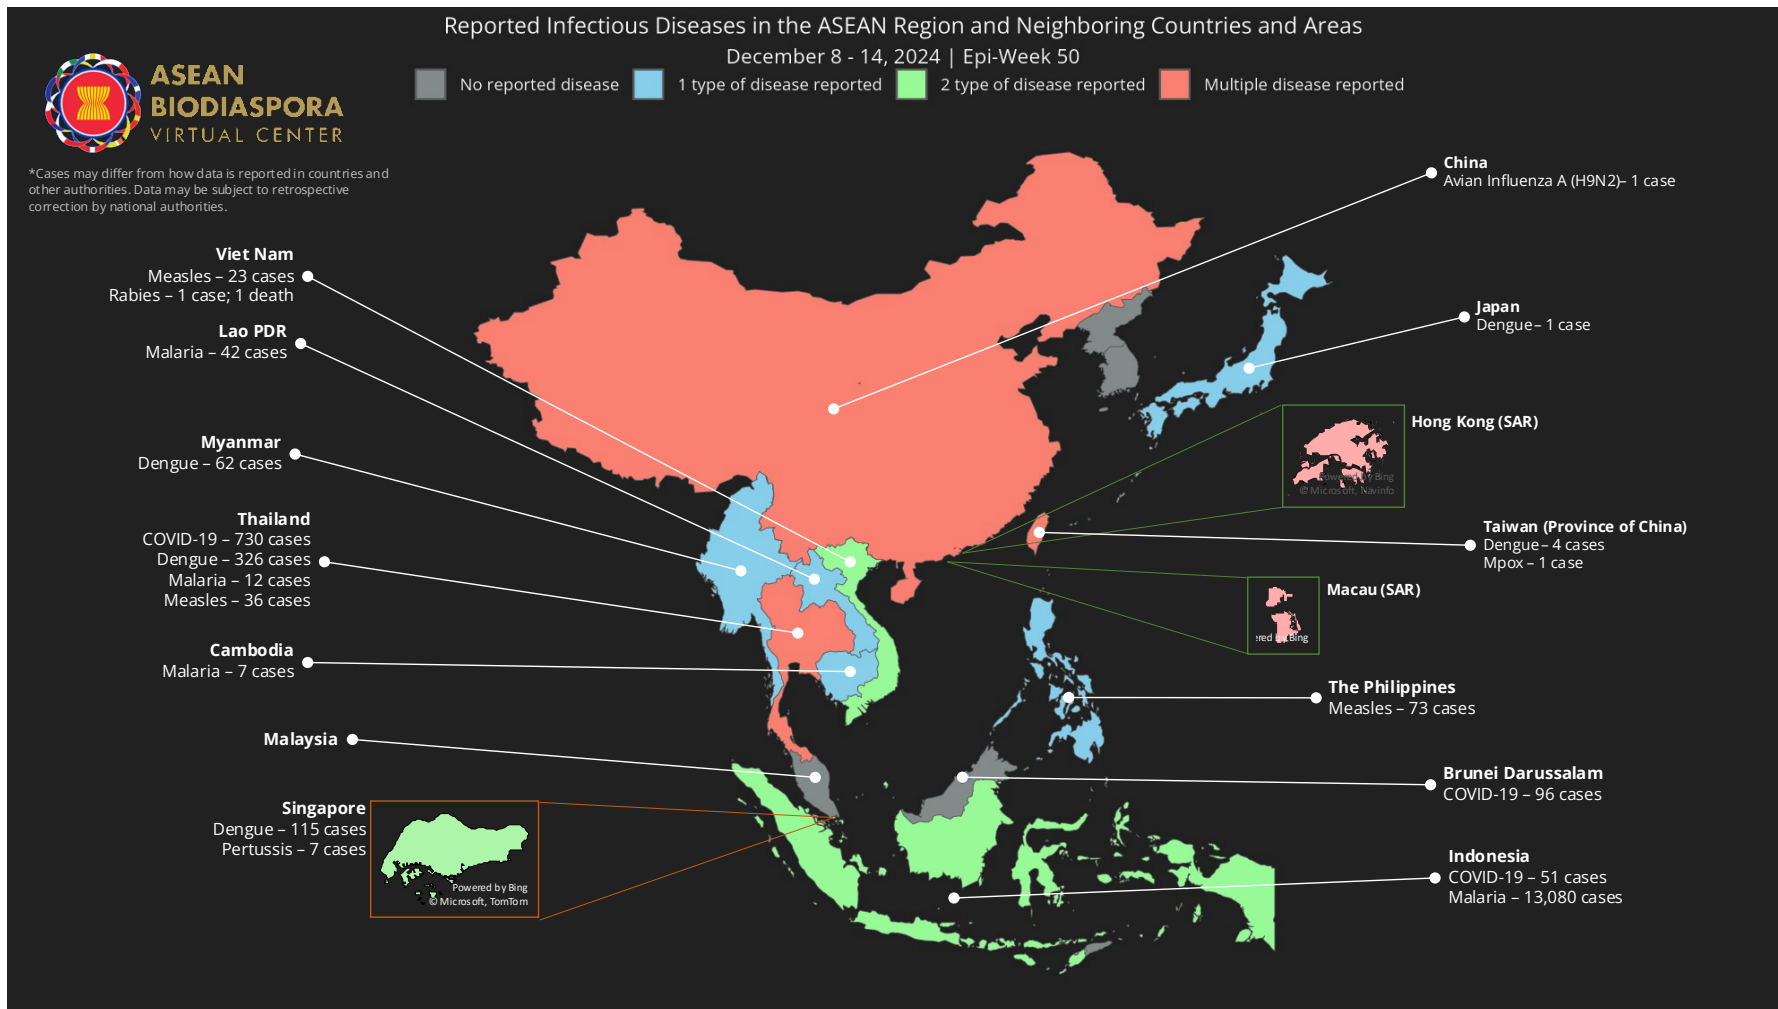 Reported Infectious Diseases in the ASEAN Region and Neighboring Countries and Areas
December 8 - 14, 2024 | Epi-Week 50
No reported disease
1 type of disease reported
2 type of disease reported
Multiple disease reported
ASEAN
BIODIASPORA
VIRTUAL CENTER
*Cases may differ from how data is reported in countries and
other authorities. Data may be subject to retrospective
correction by national authorities.
Viet Nam
Measles – 23 cases
Rabies – 1 case; 1 death
Lao PDR
Malaria – 42 cases
Myanmar
Dengue – 62 cases
Thailand
COVID-19 – 730 cases
Dengue – 326 cases
Malaria – 12 cases
Measles – 36 cases
Cambodia
Malaria – 7 cases
Malaysia
Singapore
Dengue – 115 cases
Pertussis – 7 cases
Powered by Bing
© Microsoft, TomTom
China
Avian Influenza A (H9N2)– 1 case
Japan
Dengue – 1 case
Hong Kong (SAR)
Powered by Bing
© Microsoft, Navinfo
Taiwan (Province of China)
Dengue – 4 cases
Mpox – 1 case
Macau (SAR)
ered by Bing
The Philippines
Measles – 73 cases
Brunei Darussalam
COVID-19 – 96 cases
Indonesia
COVID-19 – 51 cases
Malaria – 13,080 cases